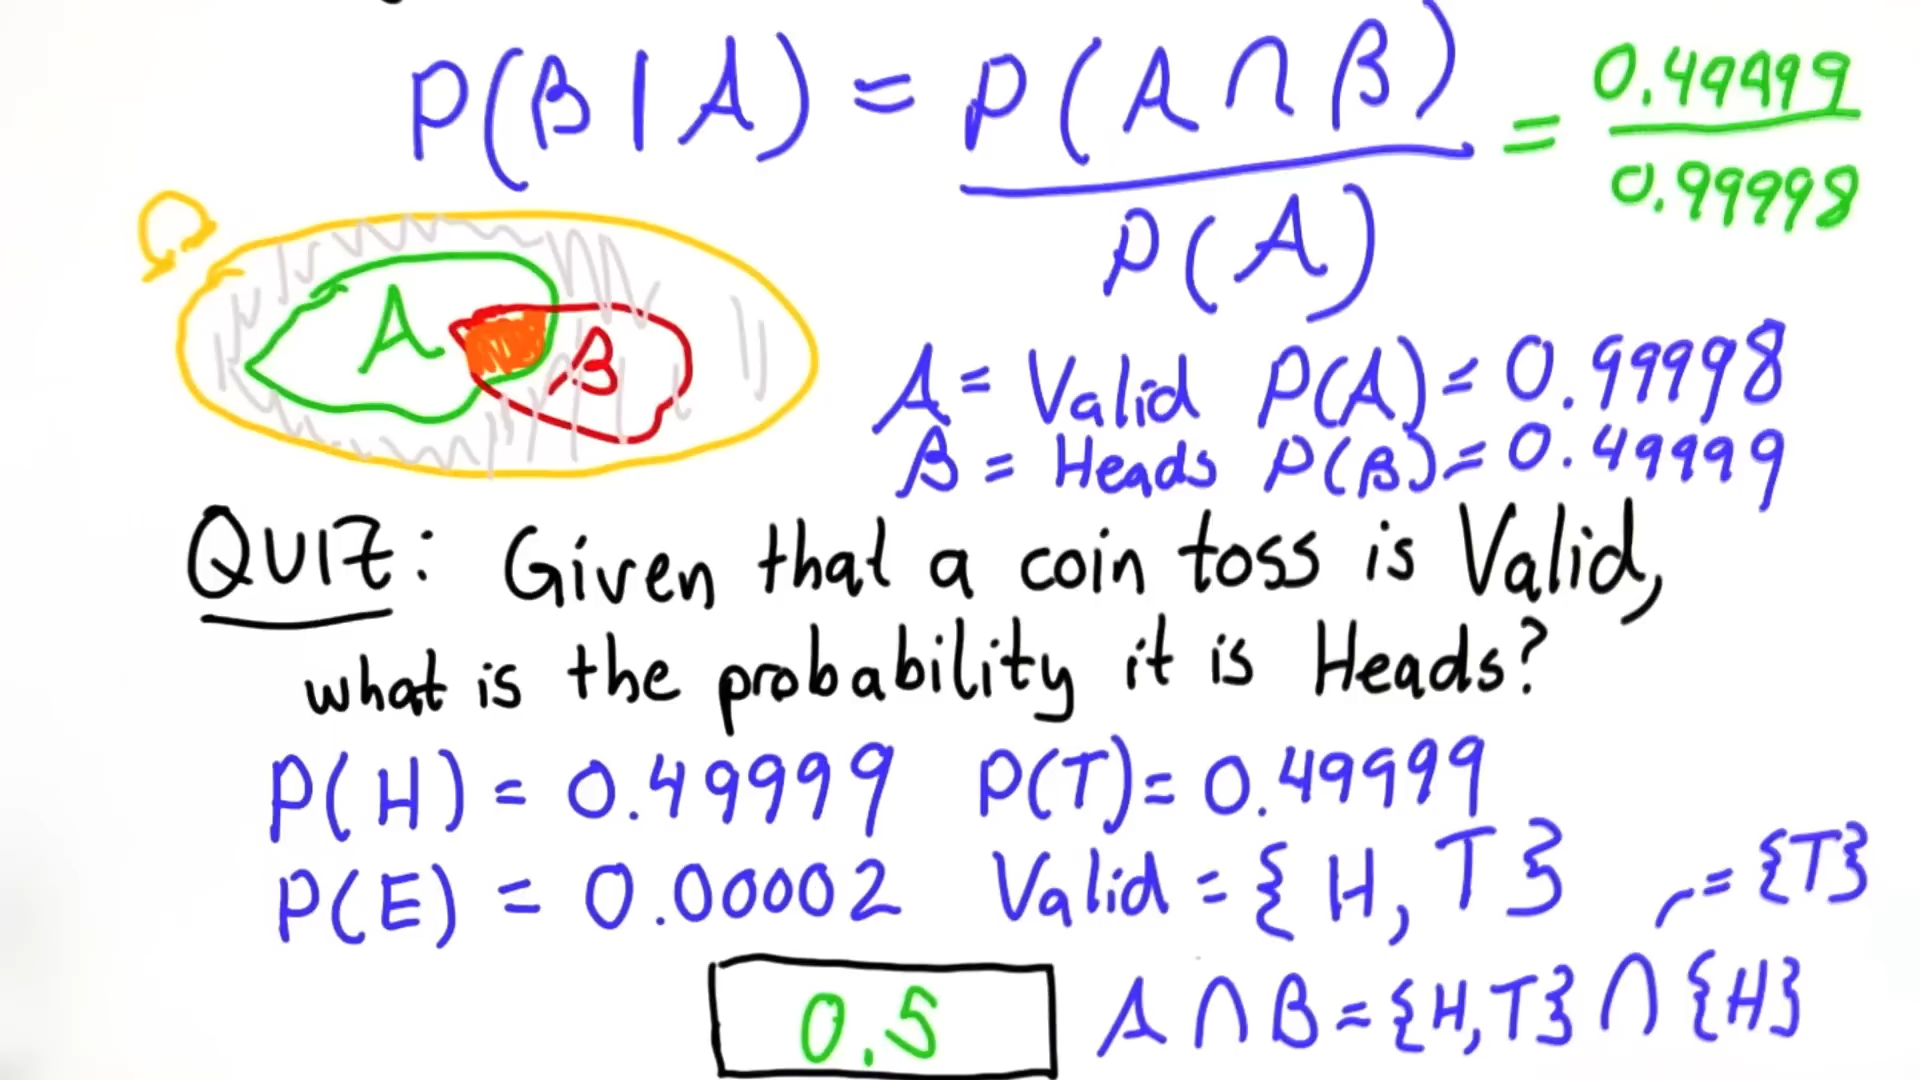 P(B|A) = P(A ∩ B) / P(A) = 0.49999 / 0.99998
Ω
A
B
A = Valid P(A) = 0.99998
B = Heads P(B) = 0.49999
QUIZ: Given that a coin toss is Valid,
what is the probability it is Heads?
P(H) = 0.49999 P(T) = 0.49999
P(E) = 0.00002 Valid = {H, T}
= {T}
0.5
A ∩ B = {H,T} ∩ {H}